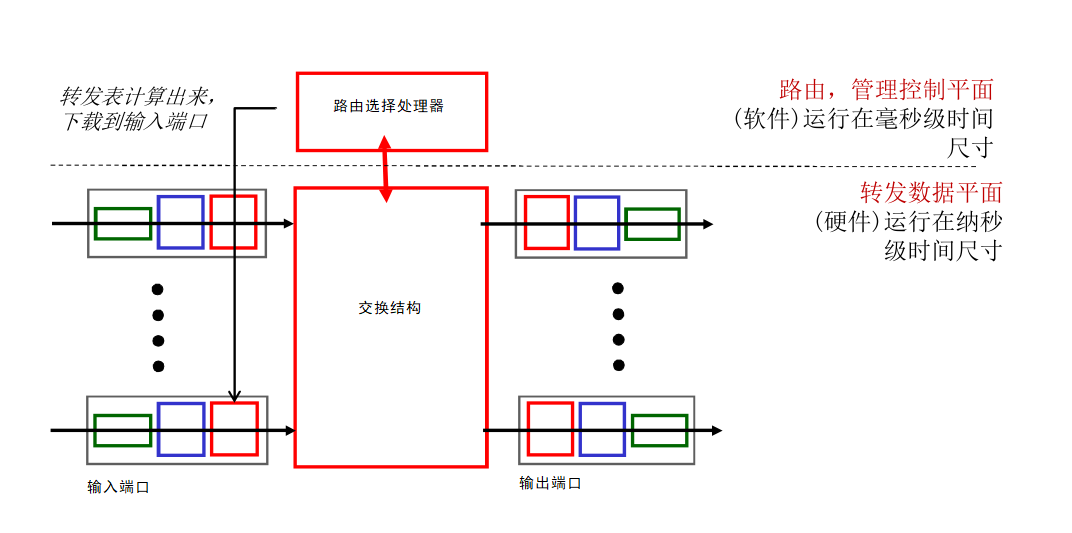 转发表计算出来，
下载到输入端口
路由选择处理器
路由，管理控制平面
(软件)运行在毫秒级时间
尺寸
转发数据平面
(硬件)运行在纳秒
级时间尺寸
交换结构
输入端口
输出端口